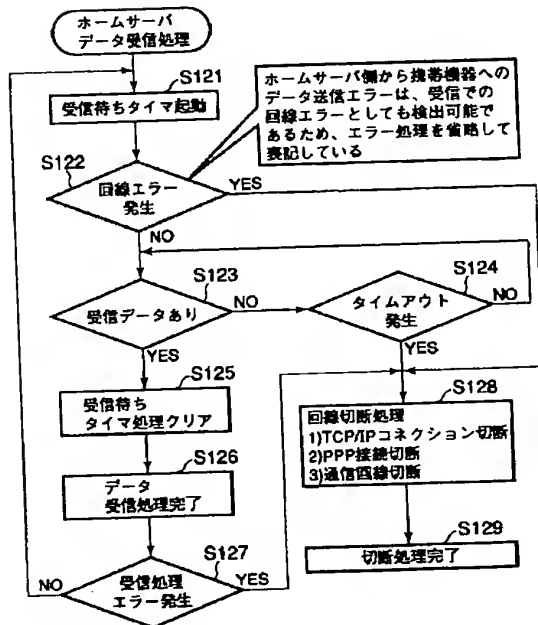 ホームサーバ
データ受信処理
S121
受信待ちタイマ起動
ホームサーバ側から携帯機器への
データ送信エラーは、受信での
回線エラーとしても検出可能で
あるため、エラー処理を省略して
表記している
S122
回線エラー
発生
YES
NO
S123
受信データあり
NO
YES
S124
タイムアウト
発生
NO
YES
S125
受信待ち
タイマ処理クリア
S126
データ
受信処理完了
S127
受信処理
エラー発生
NO
YES
S128
回線切断処理
1)TCP/IPコネクション切断
2)PPP接続切断
3)通信回線切断
S129
切断処理完了